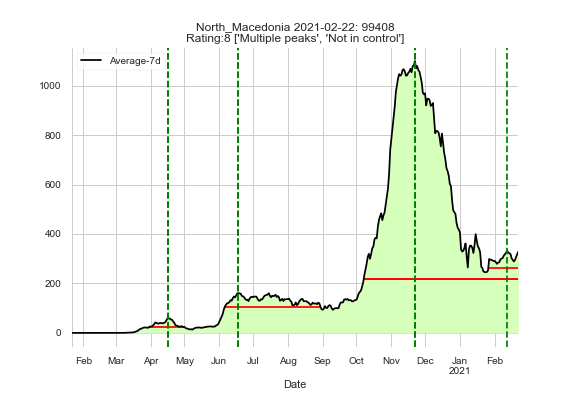 North_Macedonia 2021-02-22: 99408
Rating:8 ['Multiple peaks', 'Not in control']
Average-7d
1000
800
600
400
200
0
Feb Mar Apr May Jun Jul Aug Sep Oct Nov Dec Jan Feb
2021
Date